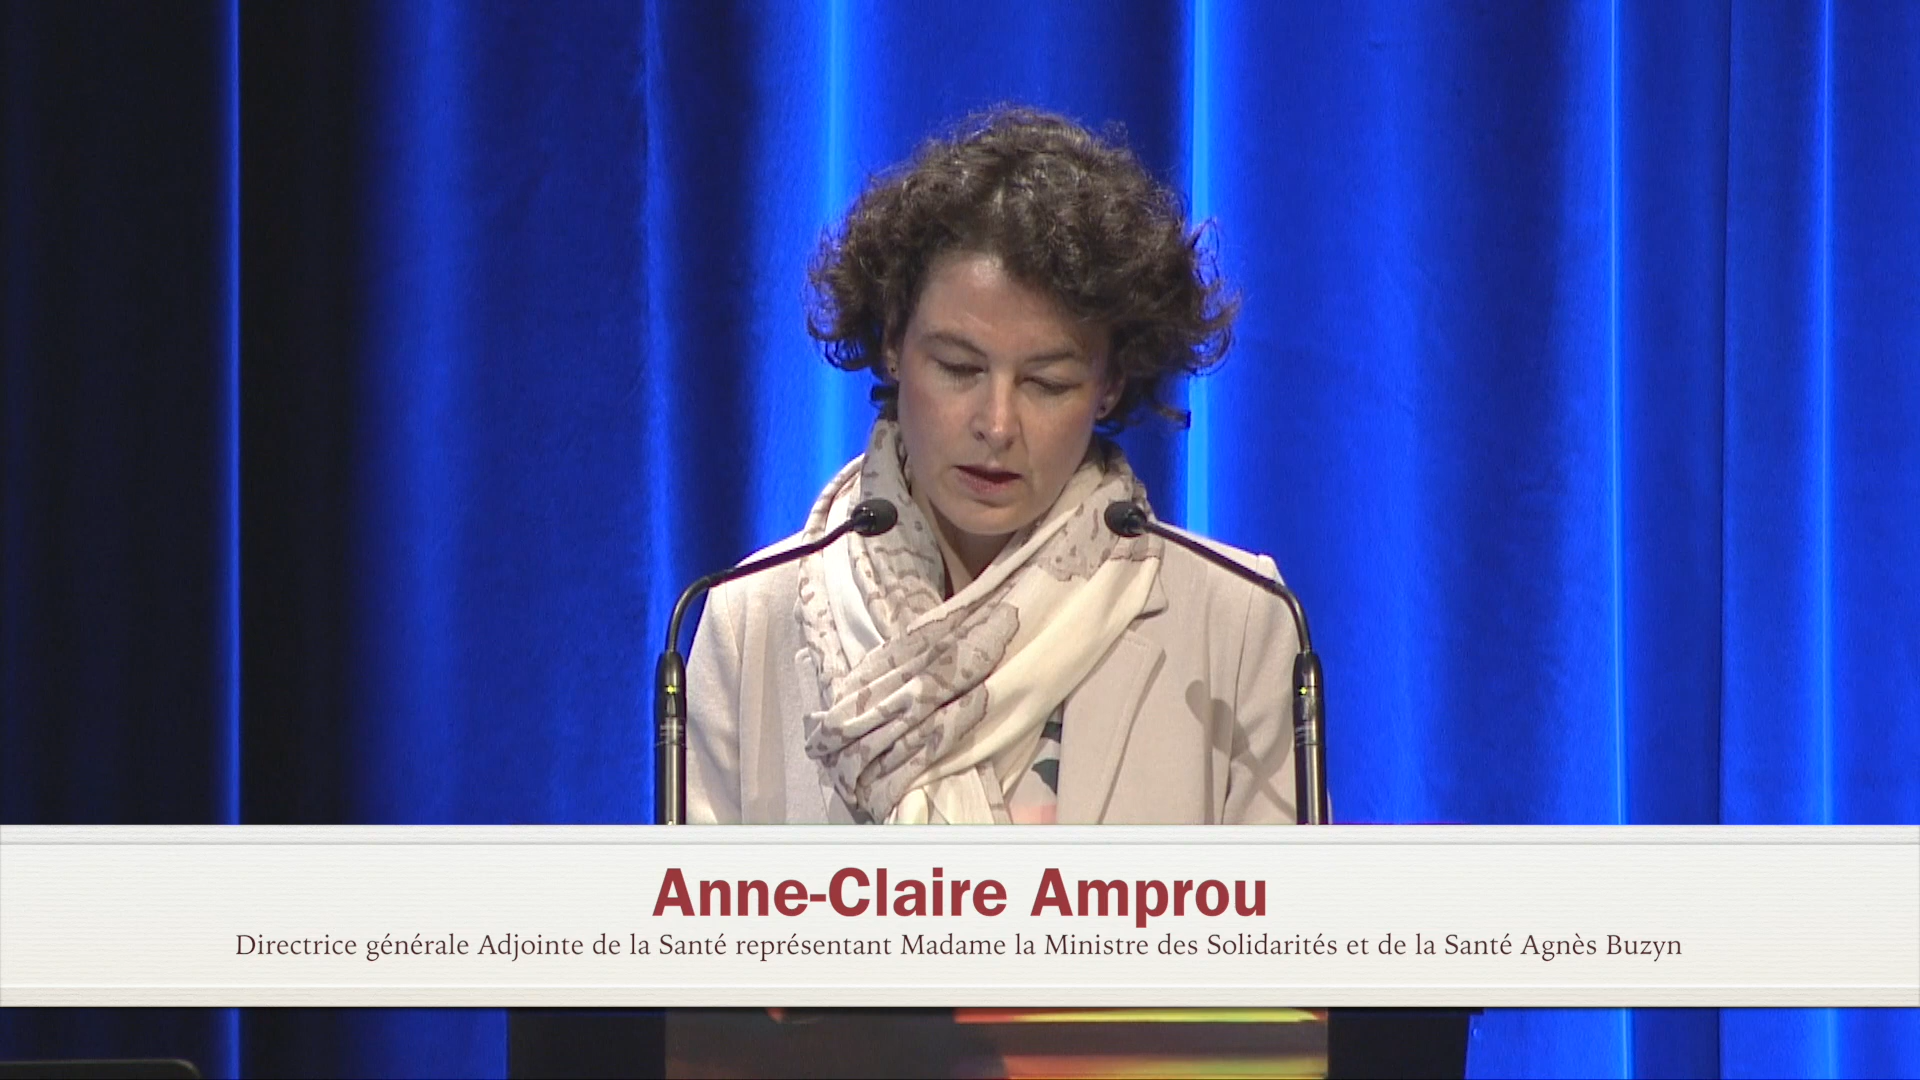 Anne-Claire Amprou
Directrice générale Adjointe de la Santé représentant Madame la Ministre des Solidarités et de la Santé Agnès Buzyn